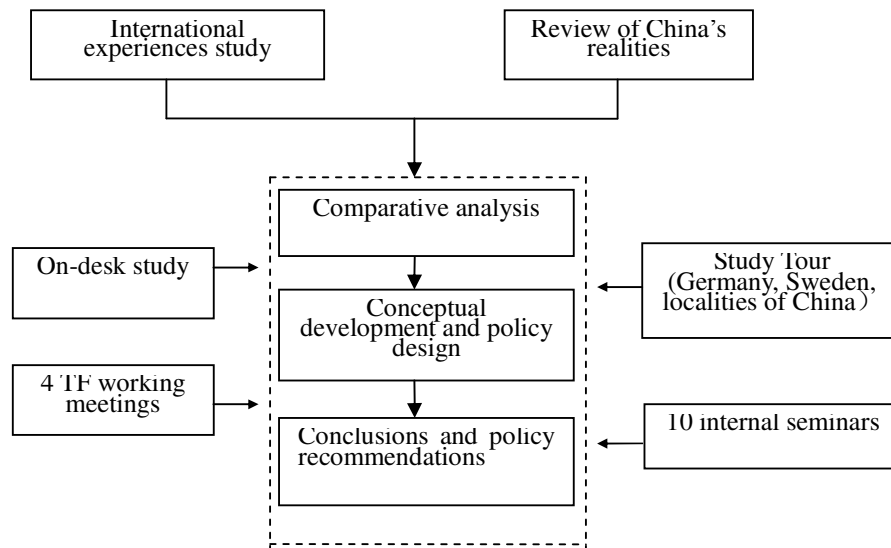 International
experiences study
Review of China's
realities
Comparative analysis
On-desk study
Study Tour
(Germany, Sweden,
localities of China）
Conceptual
development and policy
design
4 TF working
meetings
10 internal seminars
Conclusions and policy
recommendations